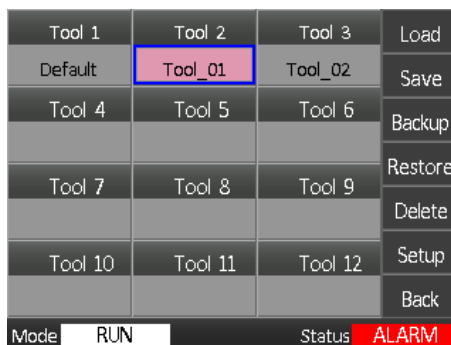 Tool 1 Tool 2 Tool 3 Load
Default Tool_01 Tool_02 Save
Tool 4 Tool 5 Tool 6 Backup
Restore
Tool 7 Tool 8 Tool 9
Delete
Tool 10 Tool 11 Tool 12 Setup
Back
Mode RUN Status ALARM